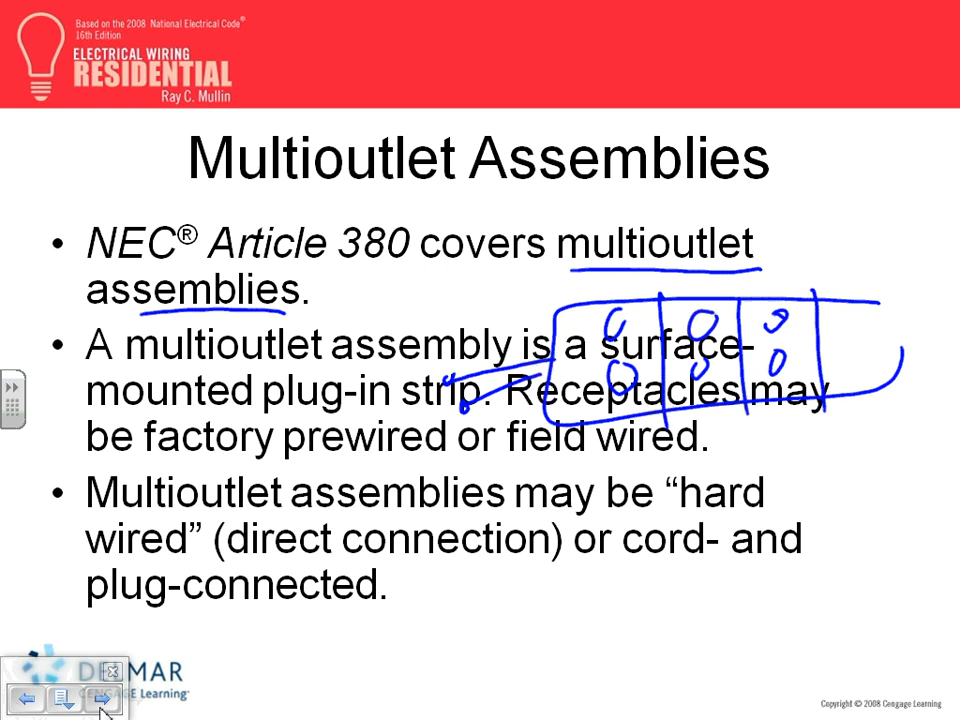 Based on the 2008 National Electrical Code®
16th Edition
ELECTRICAL WIRING
RESIDENTIAL
Ray C. Mullin
Multioutlet Assemblies
• NEC® Article 380 covers multioutlet
assemblies.
• A multioutlet assembly is a surface-
mounted plug-in strip. Receptacles may
be factory prewired or field wired.
• Multioutlet assemblies may be “hard
wired” (direct connection) or cord- and
plug-connected.
DELMAR
CENGAGE Learning™
Copyright © 2008 Cengage Learning